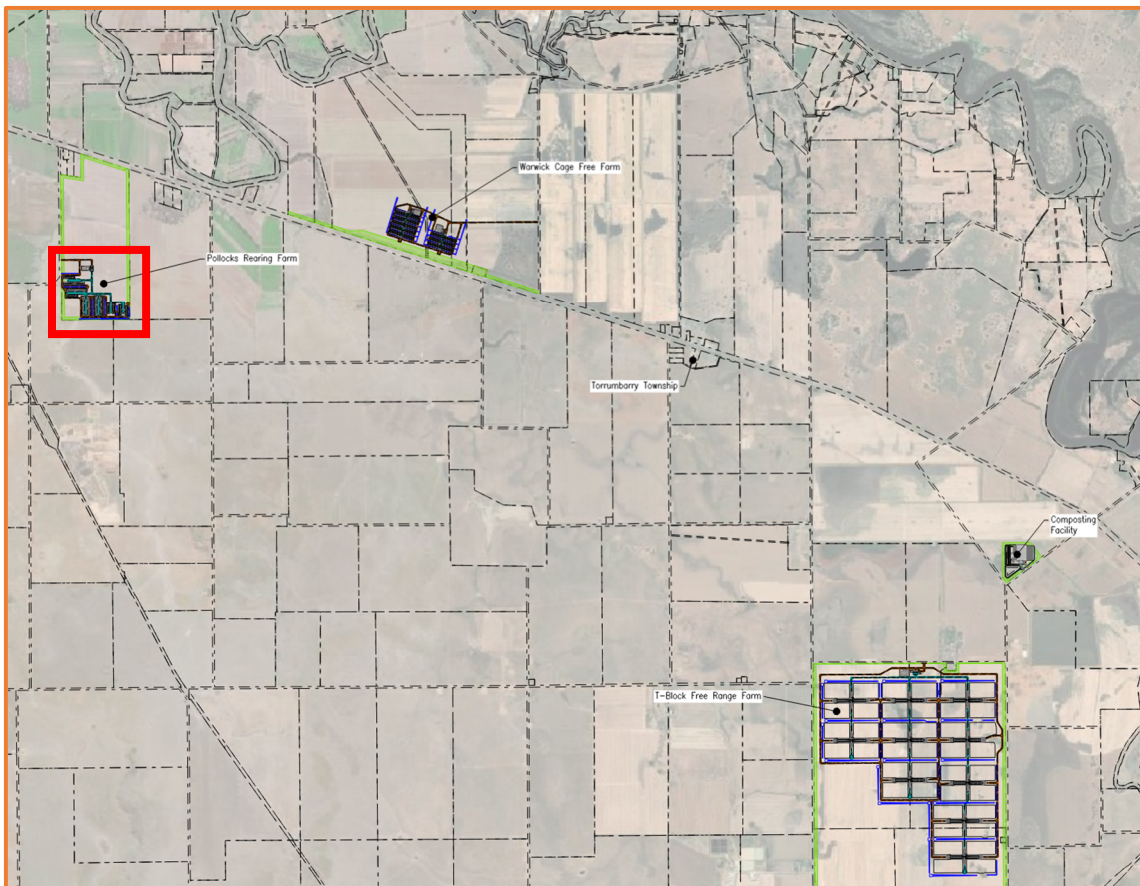 Warwick Cage Free Farm
Pollocks Rearing Farm
Torrumbarry Township
Composting
Facility
T-Block Free Range Farm